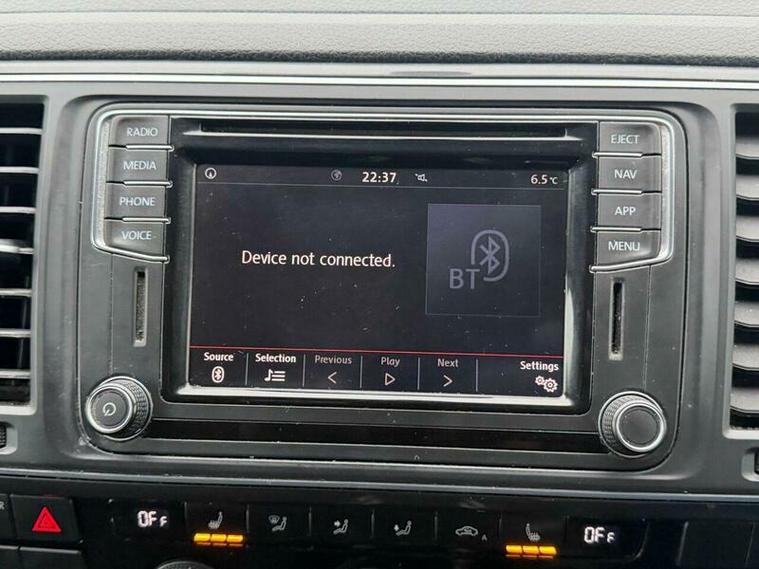 RADIO
MEDIA
PHONE
VOICE
EJECT
NAV
APP
MENU
22:37
6.5°C
Device not connected.
BT
Source
Selection
Previous
Play
Next
Settings
OFF
A
OFF